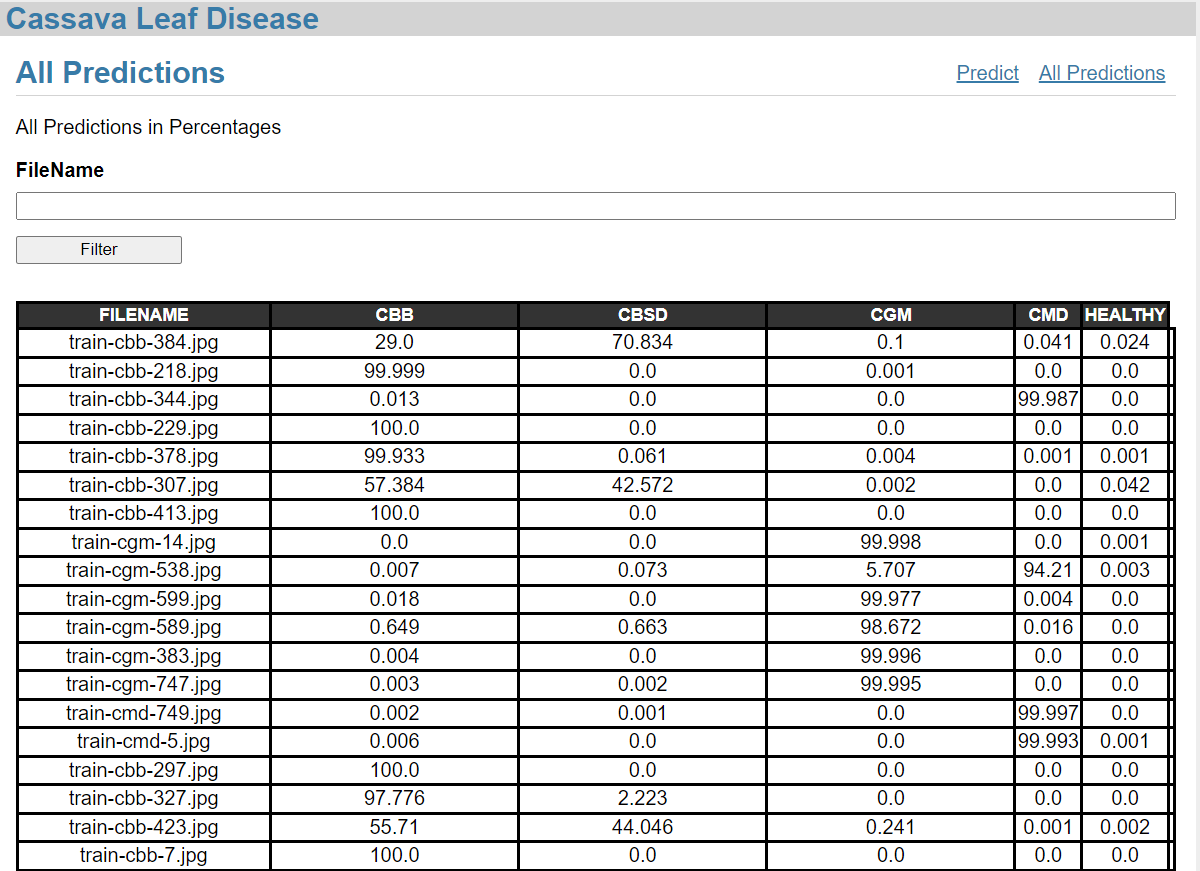 Cassava Leaf Disease
All Predictions
Predict All Predictions
All Predictions in Percentages
FileName
Filter
FILENAME CBB CBSD CGM CMD HEALTHY
train-cbb-384.jpg 29.0 70.834 0.1 0.041 0.024
train-cbb-218.jpg 99.999 0.0 0.001 0.0 0.0
train-cbb-344.jpg 0.013 0.0 0.0 99.987 0.0
train-cbb-229.jpg 100.0 0.0 0.0 0.0 0.0
train-cbb-378.jpg 99.933 0.061 0.004 0.001 0.001
train-cbb-307.jpg 57.384 42.572 0.002 0.0 0.042
train-cbb-413.jpg 100.0 0.0 0.0 0.0 0.0
train-cgm-14.jpg 0.0 0.0 99.998 0.0 0.001
train-cgm-538.jpg 0.007 0.073 5.707 94.21 0.003
train-cgm-599.jpg 0.018 0.0 99.977 0.004 0.0
train-cgm-589.jpg 0.649 0.663 98.672 0.016 0.0
train-cgm-383.jpg 0.004 0.0 99.996 0.0 0.0
train-cgm-747.jpg 0.003 0.002 99.995 0.0 0.0
train-cmd-749.jpg 0.002 0.001 0.0 99.997 0.0
train-cmd-5.jpg 0.006 0.0 0.0 99.993 0.001
train-cbb-297.jpg 100.0 0.0 0.0 0.0 0.0
train-cbb-327.jpg 97.776 2.223 0.0 0.0 0.0
train-cbb-423.jpg 55.71 44.046 0.241 0.001 0.002
train-cbb-7.jpg 100.0 0.0 0.0 0.0 0.0